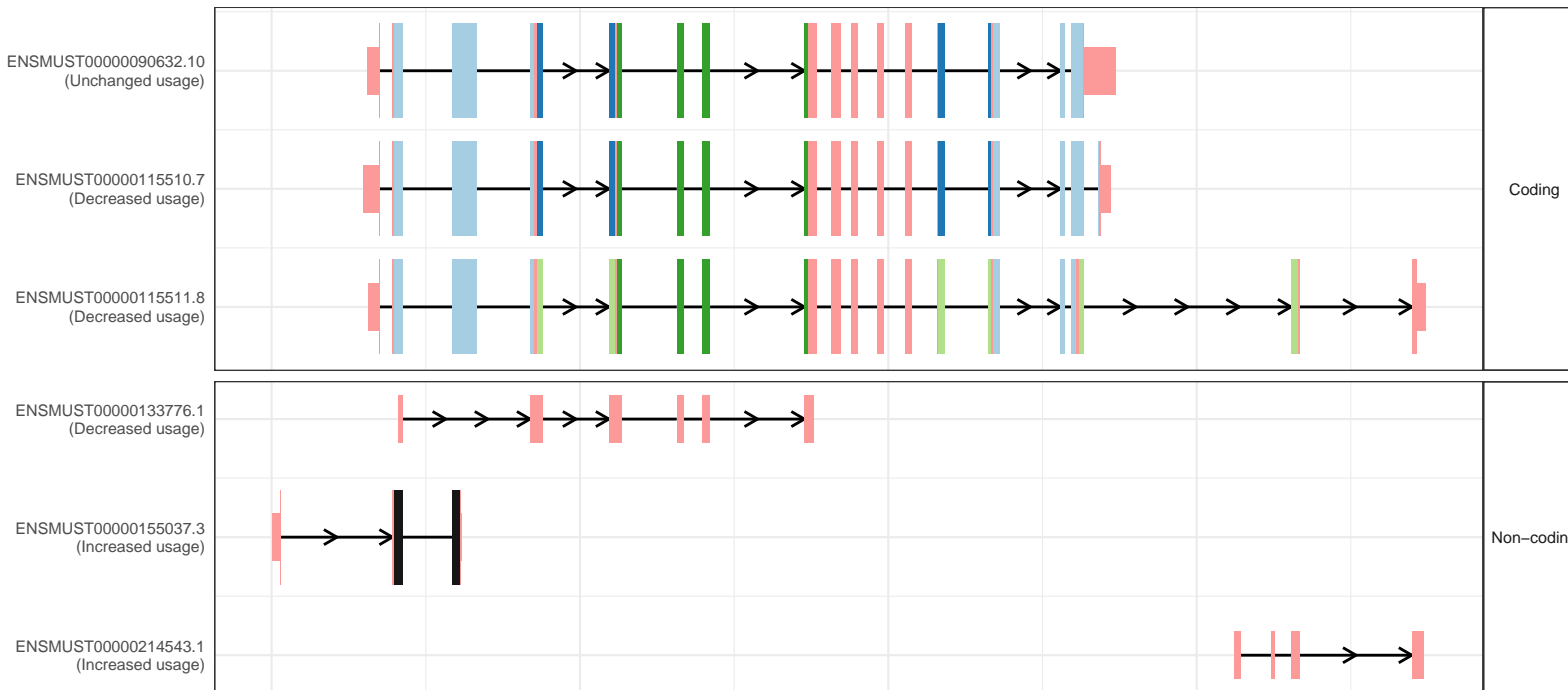 ENSMUST00000090632.10
(Unchanged usage)
ENSMUST00000115510.7
(Decreased usage)
Coding
ENSMUST00000115511.8
(Decreased usage)
ENSMUST00000133776.1
(Decreased usage)
ENSMUST00000155037.3
(Increased usage)
Non−codin
ENSMUST00000214543.1
(Increased usage)